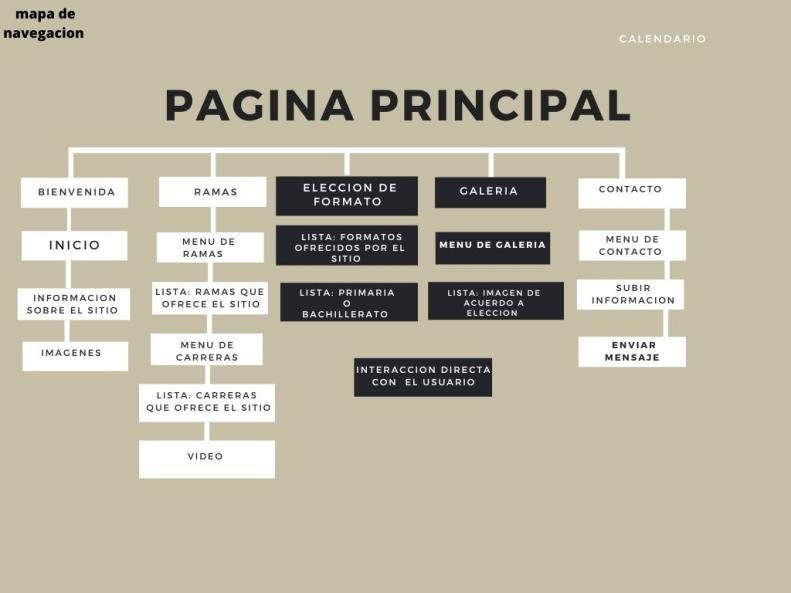 mapa de
navegacion
CALENDARIO
PAGINA PRINCIPAL
BIENVENIDA
INICIO
INFORMACION
SOBRE EL SITIO
IMAGENES
RAMAS
MENU DE
RAMAS
LISTA: RAMAS QUE
OFRECE EL SITIO
MENU DE
CARRERAS
LISTA: CARRERAS
QUE OFRECE EL SITIO
VIDEO
ELECCION DE
FORMATO
LISTA: FORMATOS
OFRECIDOS POR EL
SITIO
LISTA: PRIMARIA
O
BACHILLERATO
GALERIA
MENU DE GALERIA
LISTA: IMAGEN DE
ACUERDO A
ELECCION
INTERACCION DIRECTA
CON EL USUARIO
CONTACTO
MENU DE
CONTACTO
SUBIR
INFORMACION
ENVIAR
MENSAJE